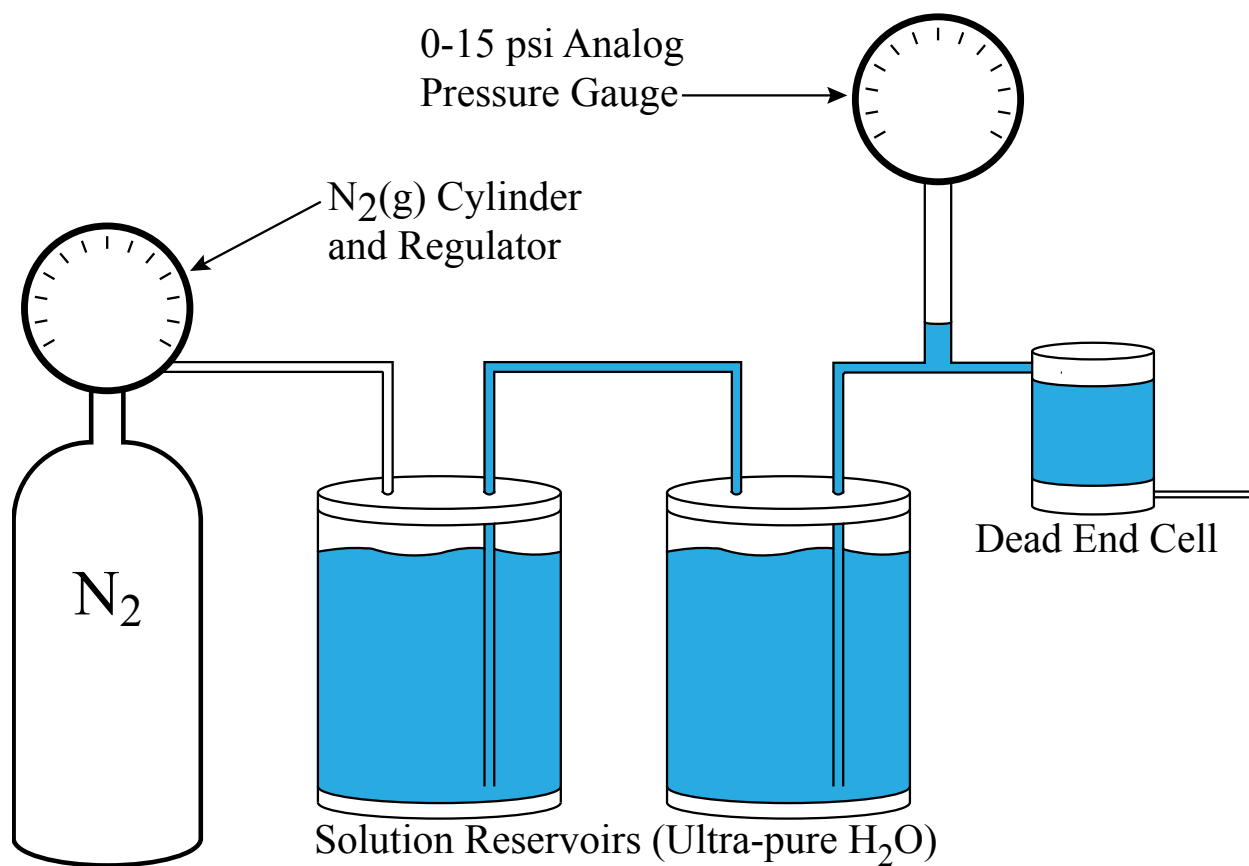 0-15 psi Analog
Pressure Gauge
N2(g) Cylinder
and Regulator
N2
Dead End Cell
Solution Reservoirs (Ultra-pure H2O)